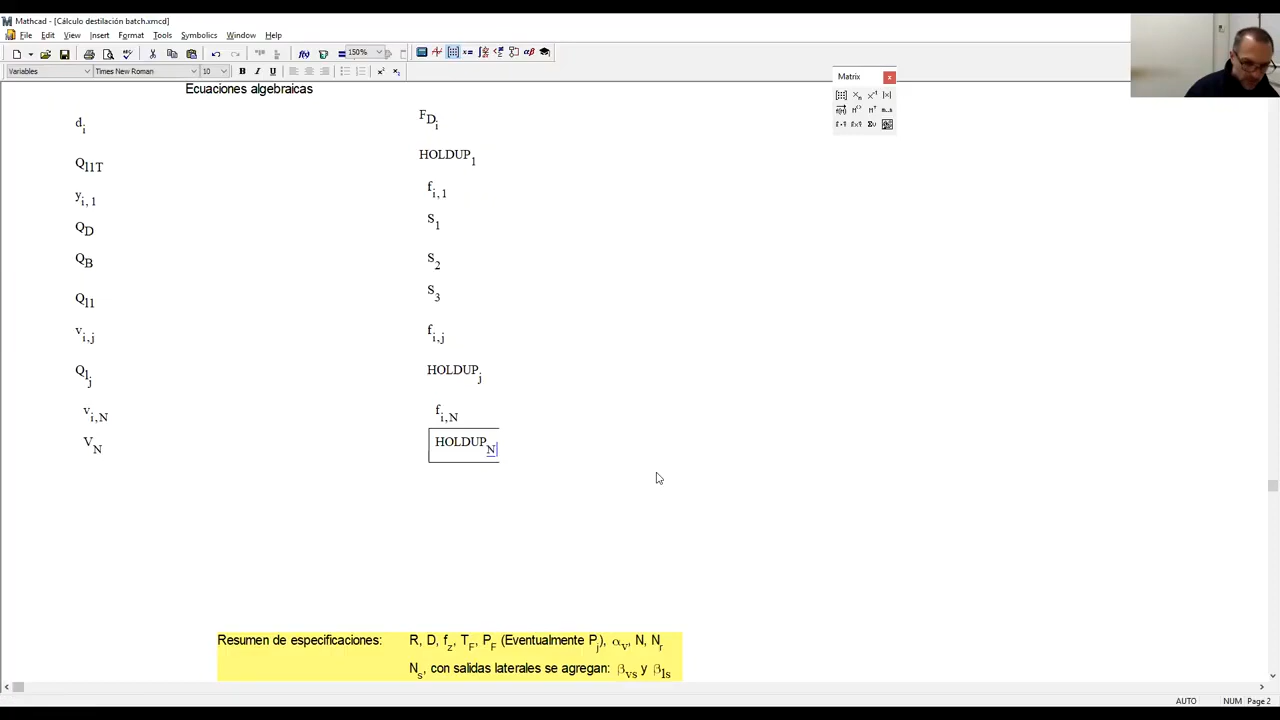 Mathcad - [Cálculo destilación batch.xmcd]
File Edit View Insert Format Tools Symbolics Window Help
150%
Variables Times New Roman 10 B I U
Matrix
Ecuaciones algebraicas
d_i F_D_i
Q_l1T HOLDUP_1
y_i,1 f_i,1
Q_D S_1
Q_B S_2
Q_l1 S_3
v_i,j f_i,j
Q_l_j HOLDUP_j
v_i,N f_i,N
V_N HOLDUP_N
Resumen de especificaciones: R, D, f_z, T_F, P_F (Eventualmente P_j), α_v, N, N_r
N_s, con salidas laterales se agregan: β_vs y β_ls
AUTO NUM Page 2